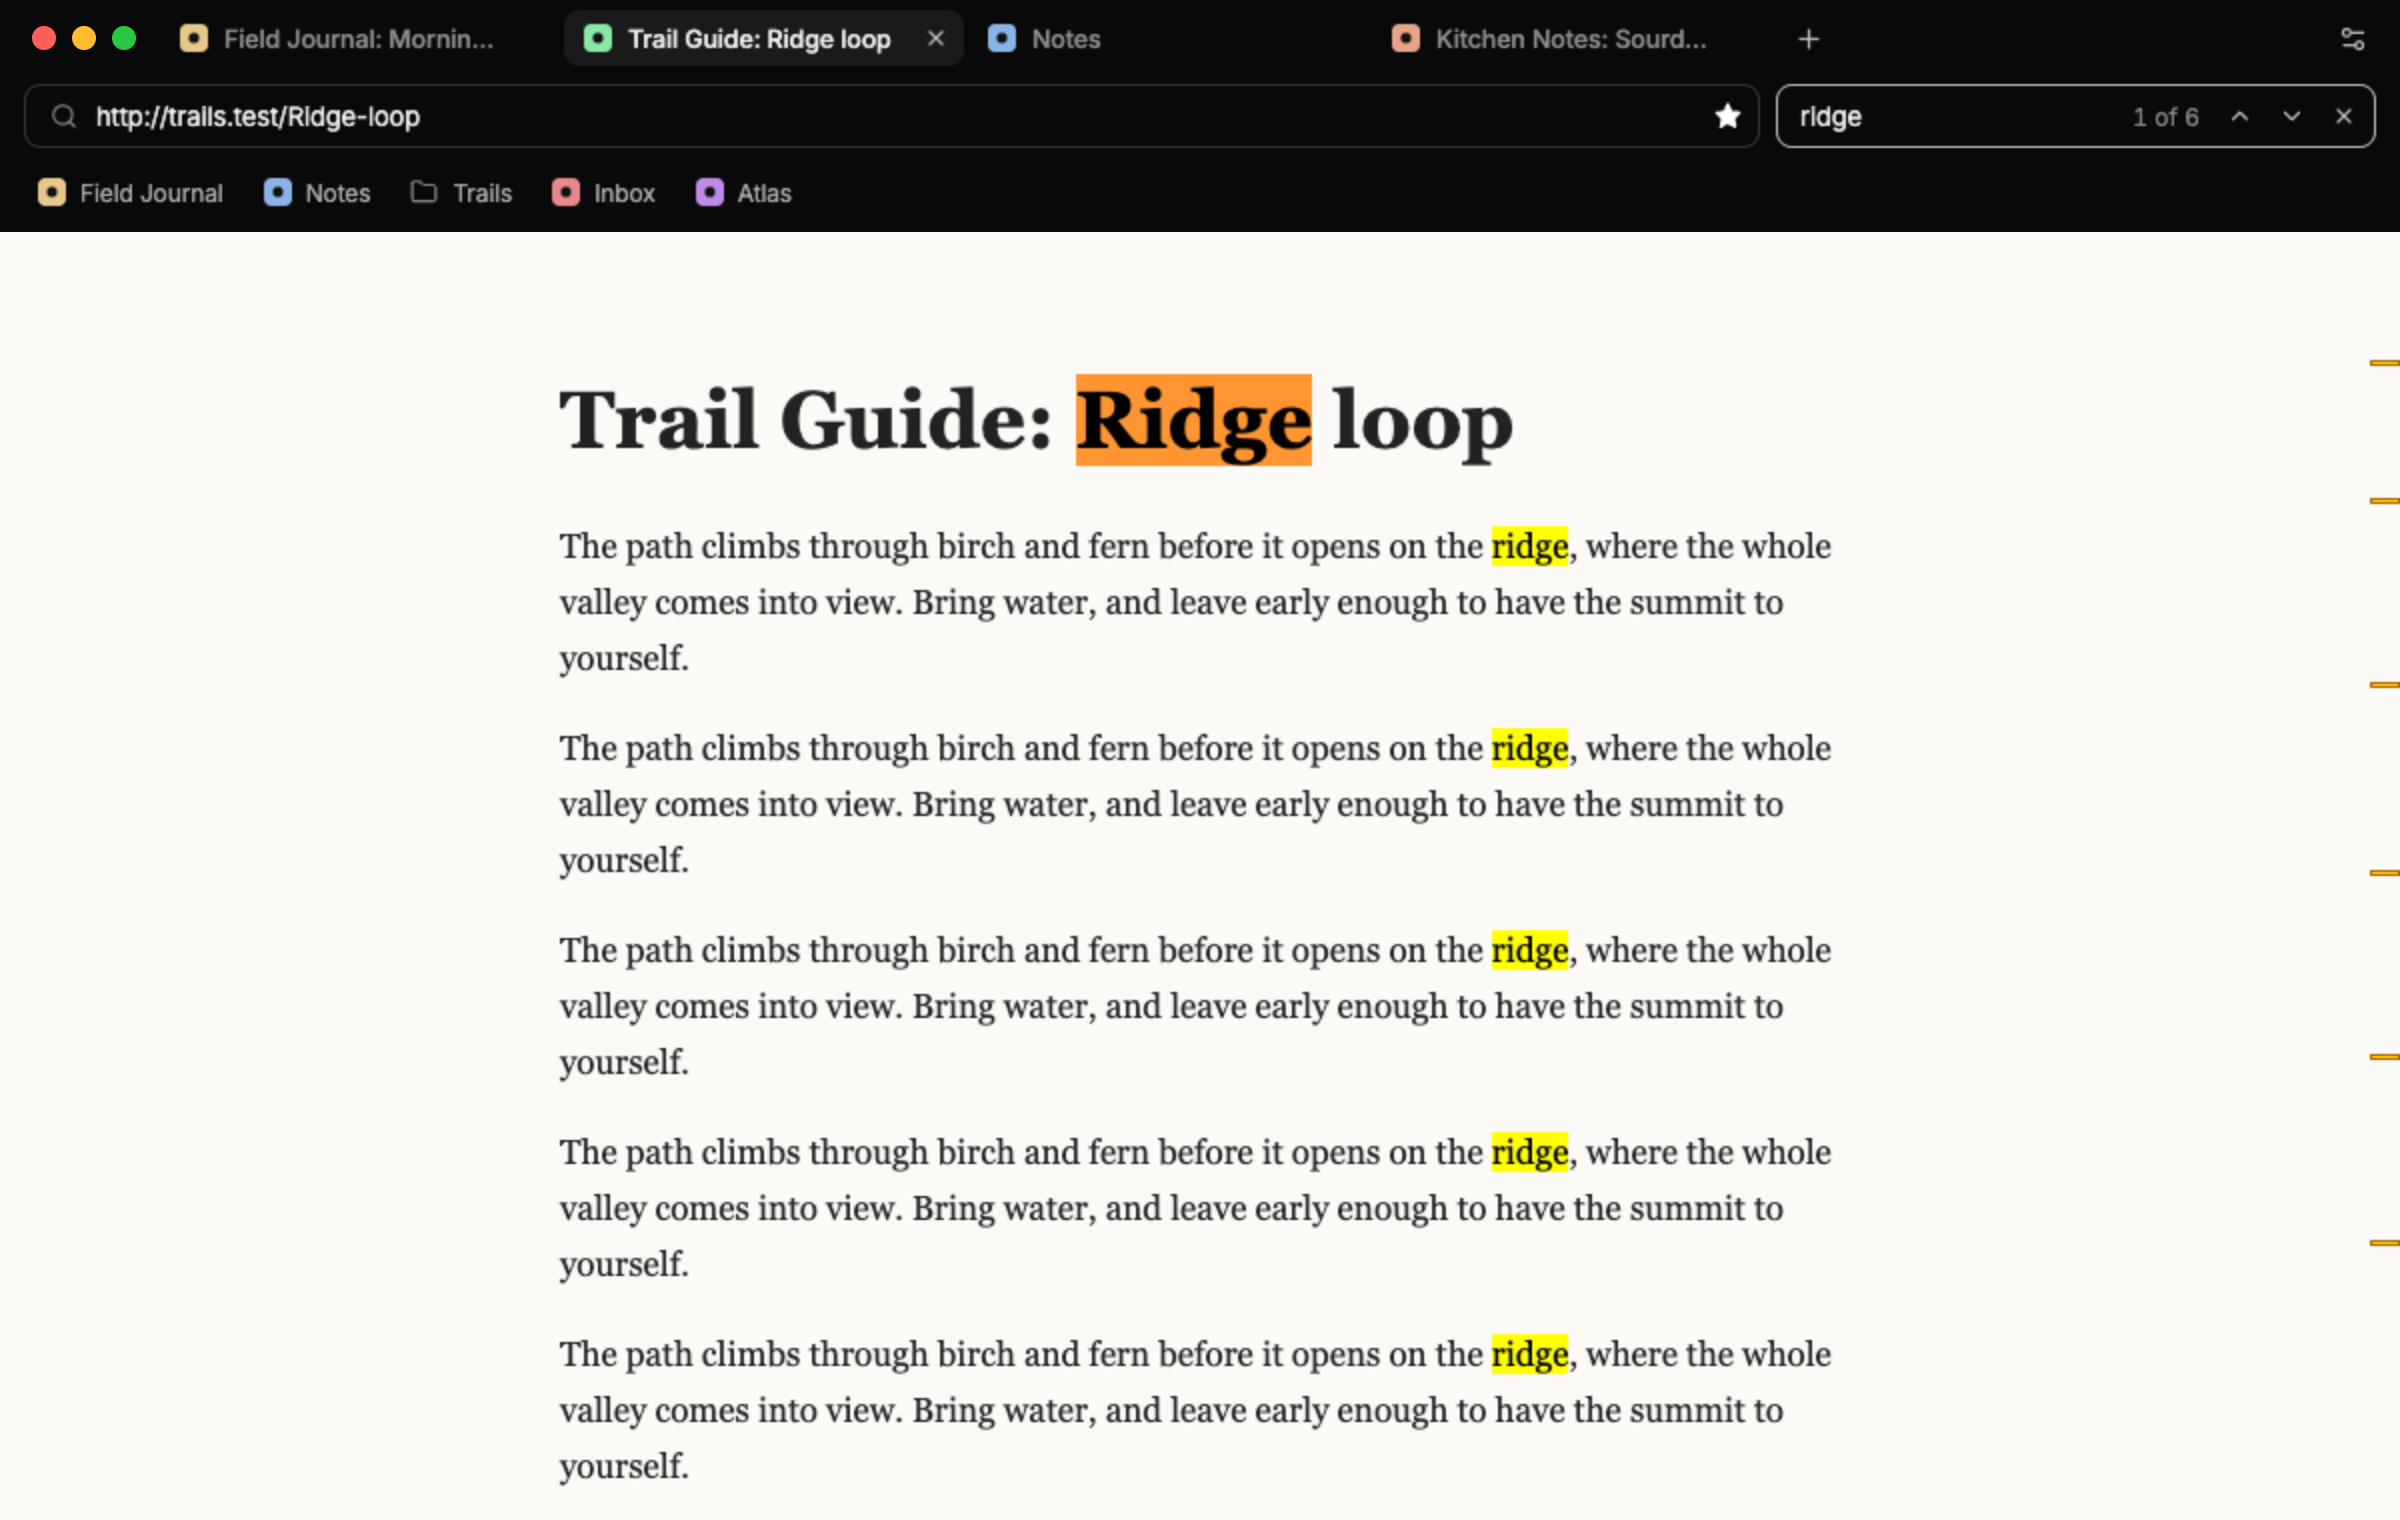 Field Journal: Mornin...
Trail Guide: Ridge loop
Notes
Kitchen Notes: Sourd...
http://trails.test/Ridge-loop
ridge
1 of 6
Field Journal
Notes
Trails
Inbox
Atlas
Trail Guide: Ridge loop
The path climbs through birch and fern before it opens on the ridge, where the whole
valley comes into view. Bring water, and leave early enough to have the summit to
yourself.
The path climbs through birch and fern before it opens on the ridge, where the whole
valley comes into view. Bring water, and leave early enough to have the summit to
yourself.
The path climbs through birch and fern before it opens on the ridge, where the whole
valley comes into view. Bring water, and leave early enough to have the summit to
yourself.
The path climbs through birch and fern before it opens on the ridge, where the whole
valley comes into view. Bring water, and leave early enough to have the summit to
yourself.
The path climbs through birch and fern before it opens on the ridge, where the whole
valley comes into view. Bring water, and leave early enough to have the summit to
yourself.